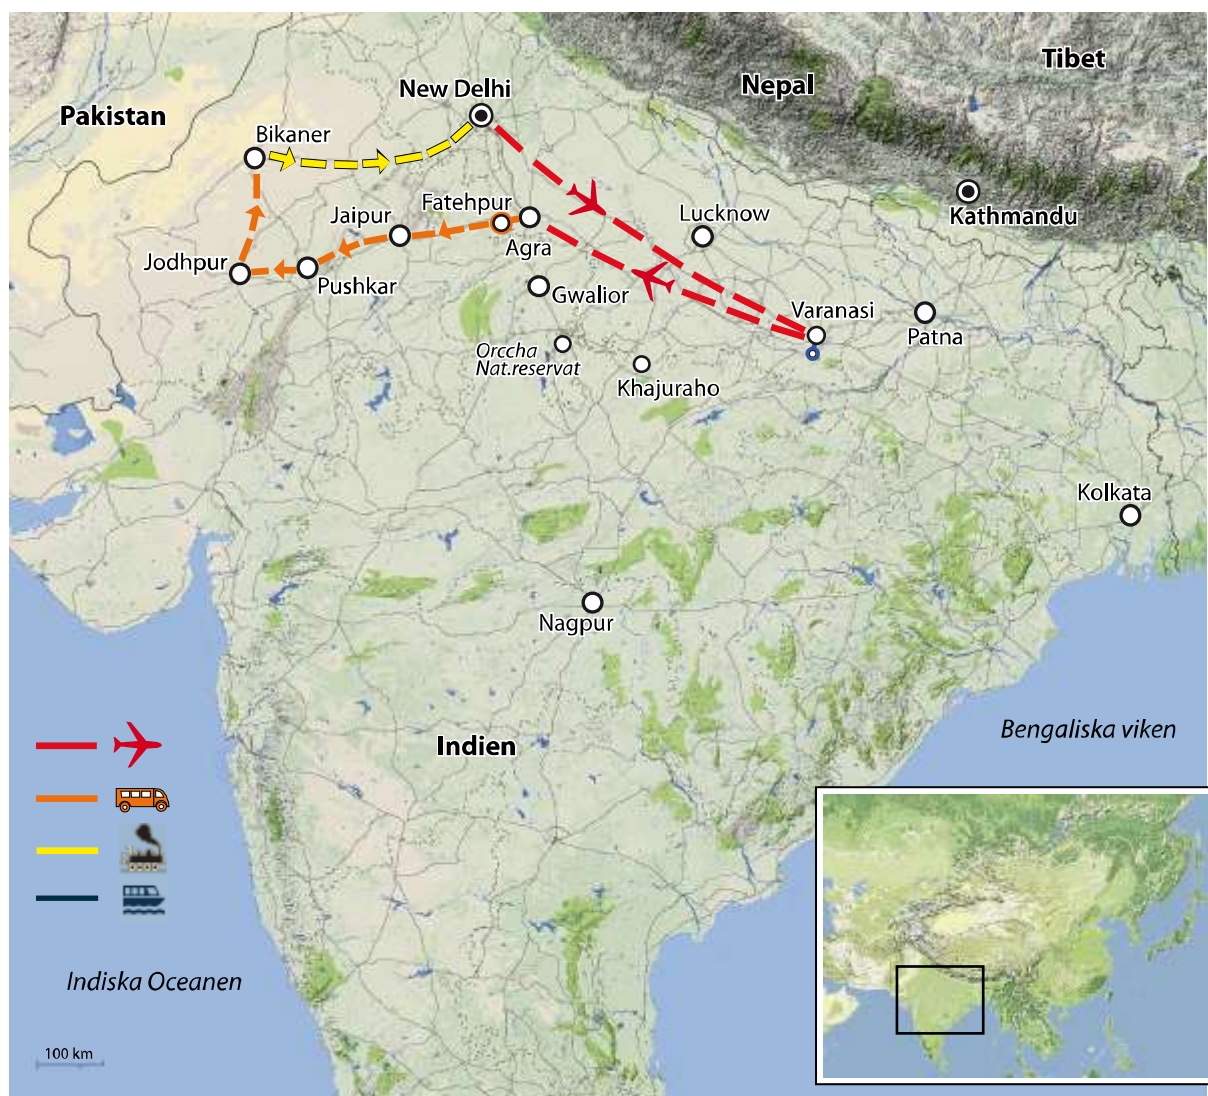 Tibet
Nepal
New Delhi
Pakistan
Bikaner
Kathmandu
Fatehpur
Jaipur
Lucknow
Agra
Jodhpur
Pushkar
Gwalior
Varanasi
Patna
Orccha
Nat.reservat
Khajuraho
Kolkata
Nagpur
Indien
Bengaliska viken
Indiska Oceanen
100 km